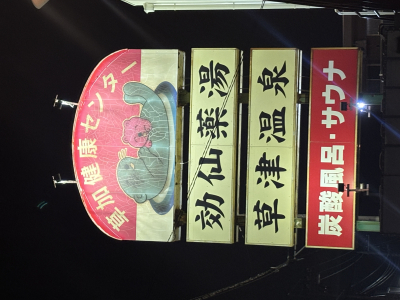 草加健康センター
効仙薬湯
草津温泉
炭酸風呂・サウナ